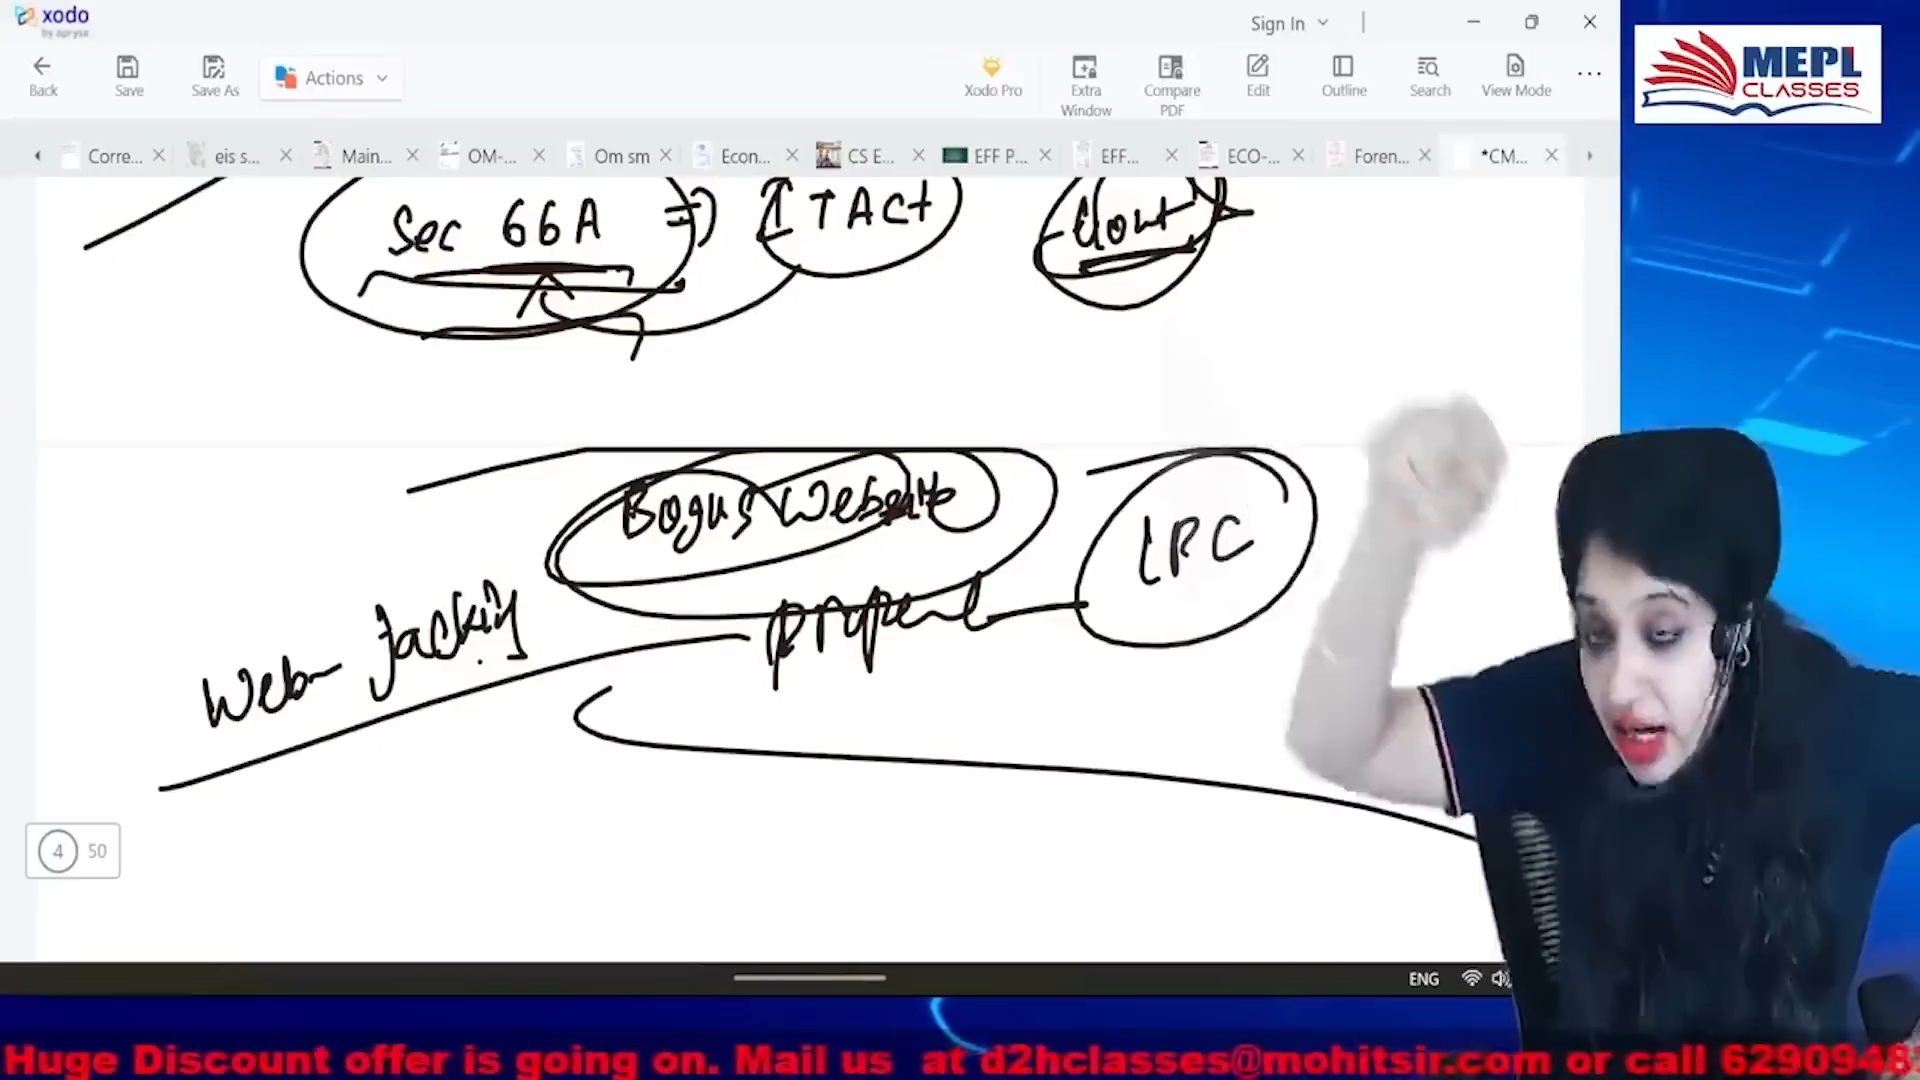 xodo
by apryse
Sign In
Back
Save
Save As
Actions
Xodo Pro
Extra Window
Compare PDF
Edit
Outline
Search
View Mode
MEPL
CLASSES
Corre...
eis s...
Main...
OM-...
Om sm
Econ...
CS E...
EFF P...
EFF...
ECO-...
Foren...
*CM...
Sec 66A => IT Act
Bogus Website
IPC
Web-Jacking
4 50
ENG
Huge Discount offer is going on. Mail us at d2hclasses@mohitsir.com or call 6290948